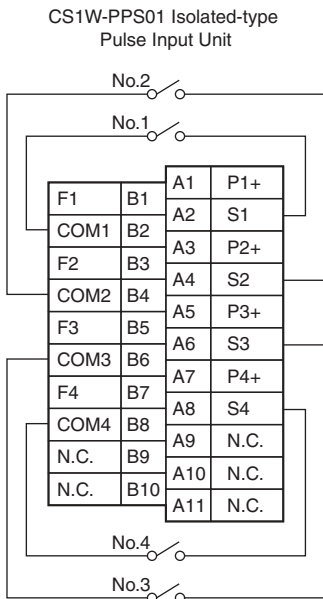 CS1W-PPS01 Isolated-type
Pulse Input Unit
No.2
No.1
A1 P1+
F1 B1
A2 S1
COM1 B2
A3 P2+
F2 B3
A4 S2
COM2 B4
A5 P3+
F3 B5
A6 S3
COM3 B6
A7 P4+
F4 B7
A8 S4
COM4 B8
A9 N.C.
N.C. B9
A10 N.C.
N.C. B10
A11 N.C.
No.4
No.3